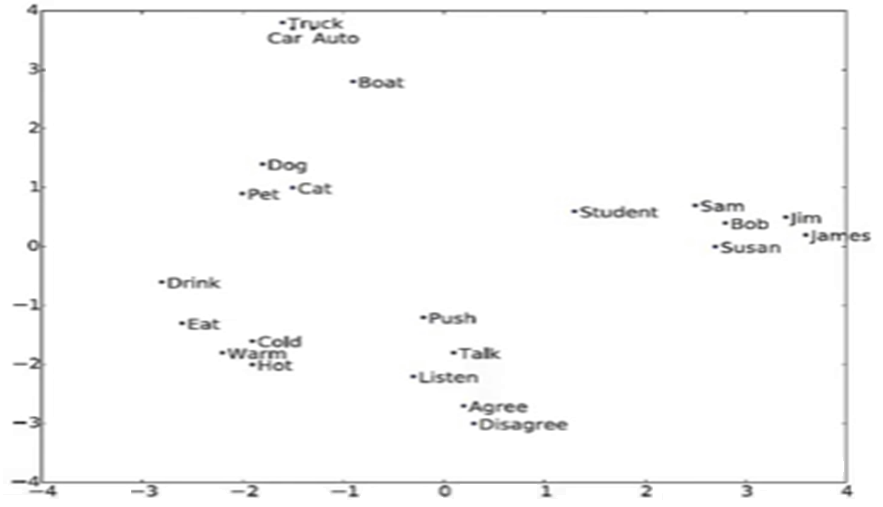 4
Truck
Car Auto
3
Boat
2
Dog
1
Cat
Pet
Sam
Student
Jim
Bob
James
0
Susan
Drink
−1
Push
Eat
Cold
Warm
Talk
−2
Hot
Listen
Agree
−3
Disagree
−4
−4 −3 −2 −1 0 1 2 3 4